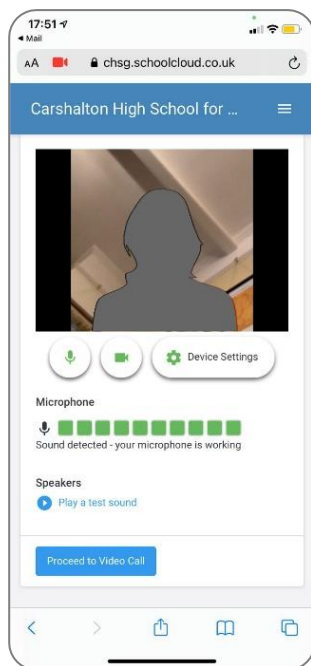 17:51
Mail
AA chsg.schoolcloud.co.uk
Carshalton High School for ...
Device Settings
Microphone
Sound detected - your microphone is working
Speakers
Play a test sound
Proceed to Video Call